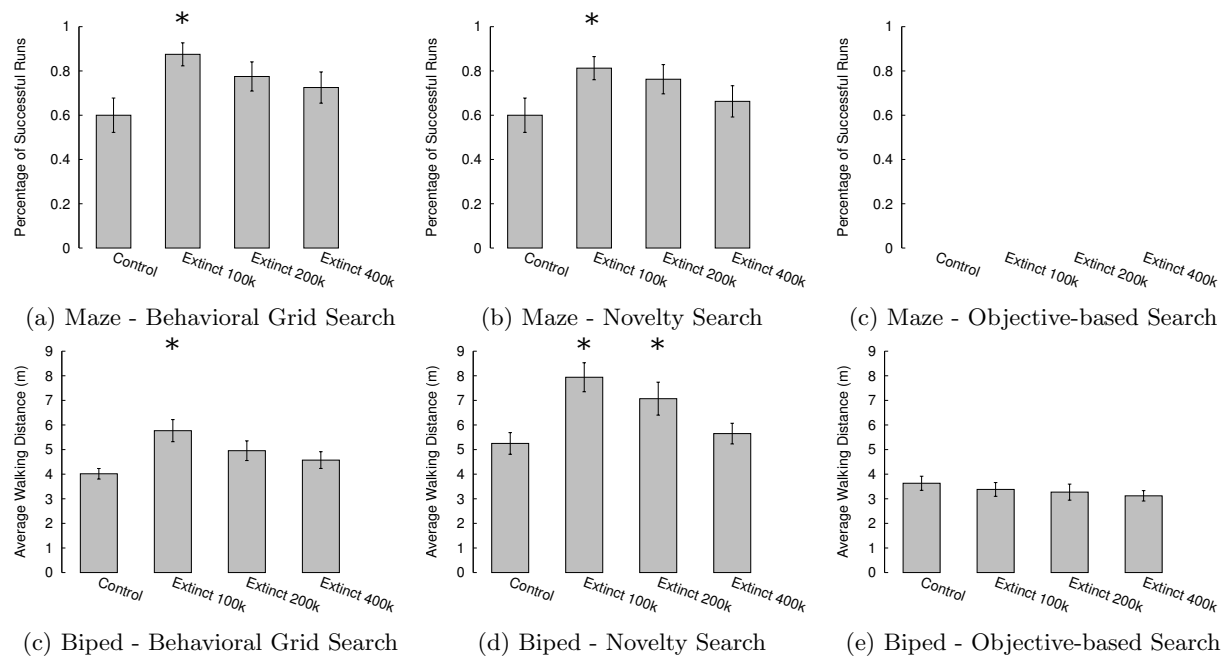 *
*
Percentage of Successful Runs
1
0.8
0.6
0.4
0.2
0
Control
Extinct 100k
Extinct 200k
Extinct 400k
(a) Maze - Behavioral Grid Search
Percentage of Successful Runs
1
0.8
0.6
0.4
0.2
0
Control
Extinct 100k
Extinct 200k
Extinct 400k
(b) Maze - Novelty Search
Percentage of Successful Runs
1
0.8
0.6
0.4
0.2
0
Control
Extinct 100k
Extinct 200k
Extinct 400k
(c) Maze - Objective-based Search
*
Average Walking Distance (m)
9
8
7
6
5
4
3
2
1
0
Control
Extinct 100k
Extinct 200k
Extinct 400k
(c) Biped - Behavioral Grid Search
*
*
Average Walking Distance (m)
9
8
7
6
5
4
3
2
1
0
Control
Extinct 100k
Extinct 200k
Extinct 400k
(d) Biped - Novelty Search
Average Walking Distance (m)
9
8
7
6
5
4
3
2
1
0
Control
Extinct 100k
Extinct 200k
Extinct 400k
(e) Biped - Objective-based Search